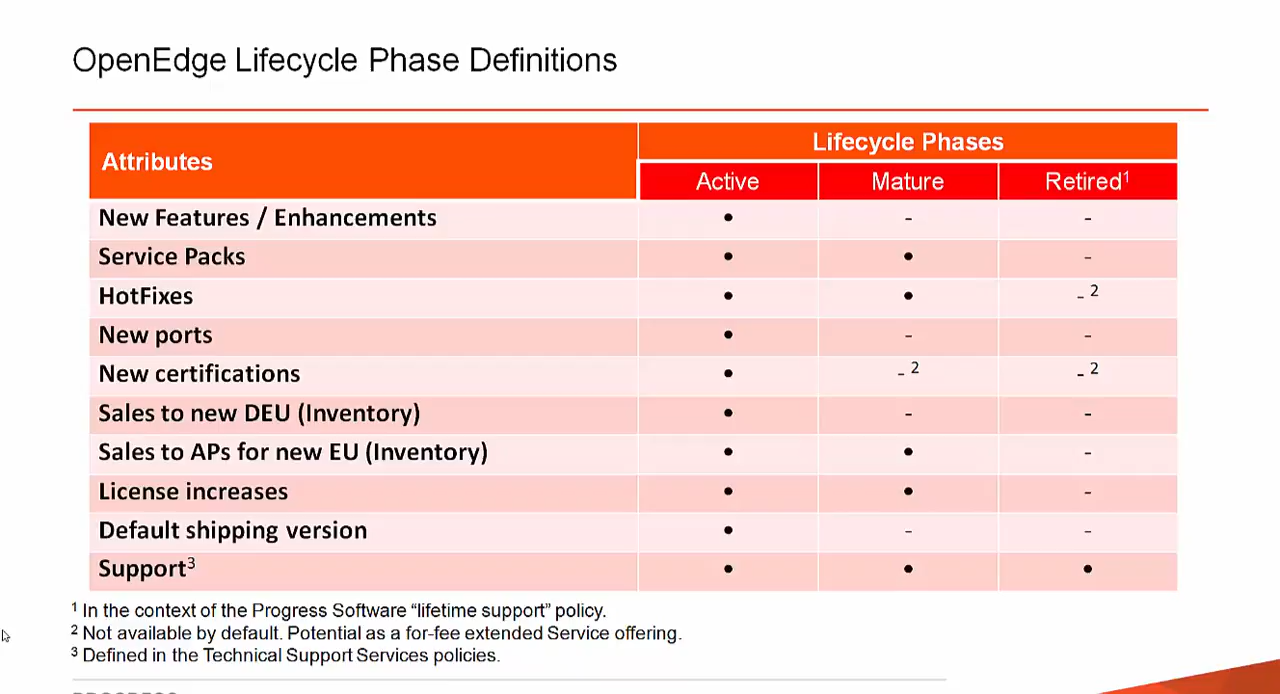 OpenEdge Lifecycle Phase Definitions
Attributes
Lifecycle Phases
Active Mature Retired¹
New Features / Enhancements • - -
Service Packs • • -
HotFixes • • - ²
New ports • - -
New certifications • - ² - ²
Sales to new DEU (Inventory) • - -
Sales to APs for new EU (Inventory) • • -
License increases • • -
Default shipping version • - -
Support³ • • •
¹ In the context of the Progress Software “lifetime support” policy.
² Not available by default. Potential as a for-fee extended Service offering.
³ Defined in the Technical Support Services policies.